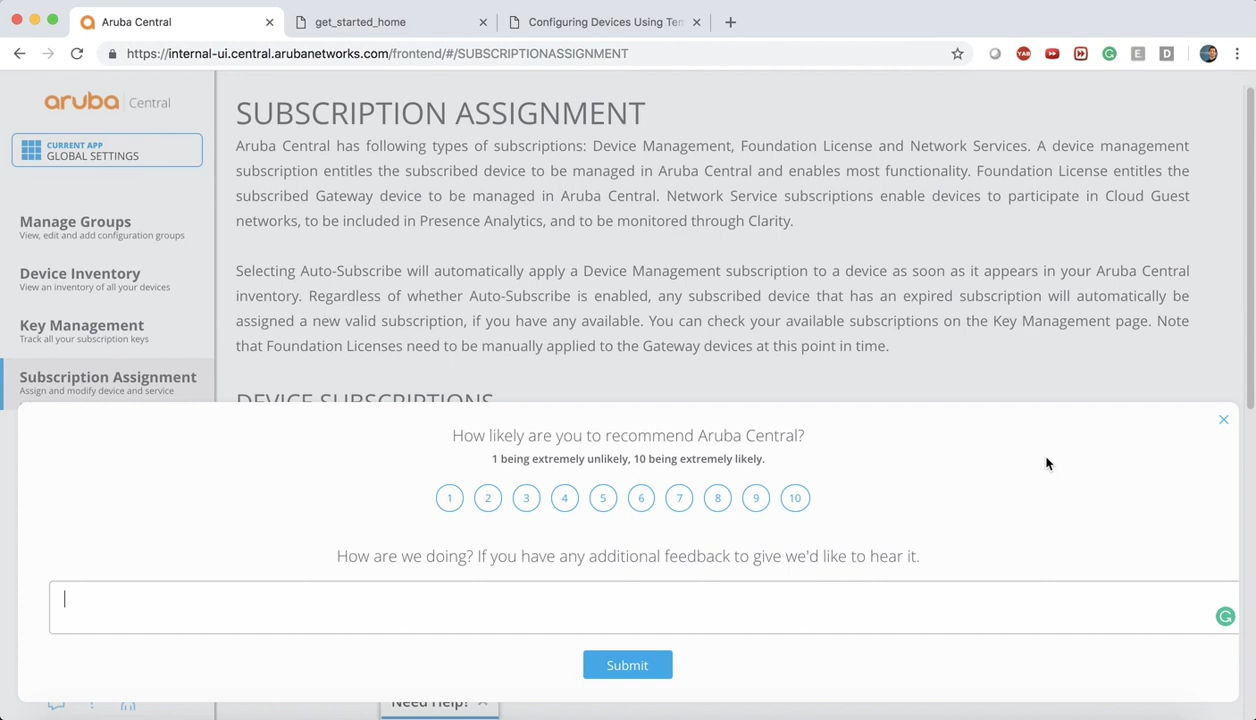 Aruba Central
get_started_home
Configuring Devices Using Tem
https://internal-ui.central.arubanetworks.com/frontend/#/SUBSCRIPTIONASSIGNMENT
YAB
E
D
aruba Central
CURRENT APP
GLOBAL SETTINGS
Manage Groups
View, edit and add configuration groups
Device Inventory
View an inventory of all your devices
Key Management
Track all your subscription keys
Subscription Assignment
Assign and modify device and service
SUBSCRIPTION ASSIGNMENT
Aruba Central has following types of subscriptions: Device Management, Foundation License and Network Services. A device management
subscription entitles the subscribed device to be managed in Aruba Central and enables most functionality. Foundation License entitles the
subscribed Gateway device to be managed in Aruba Central. Network Service subscriptions enable devices to participate in Cloud Guest
networks, to be included in Presence Analytics, and to be monitored through Clarity.
Selecting Auto-Subscribe will automatically apply a Device Management subscription to a device as soon as it appears in your Aruba Central
inventory. Regardless of whether Auto-Subscribe is enabled, any subscribed device that has an expired subscription will automatically be
assigned a new valid subscription, if you have any available. You can check your available subscriptions on the Key Management page. Note
that Foundation Licenses need to be manually applied to the Gateway devices at this point in time.
DEVICE SUBSCRIPTIONS
How likely are you to recommend Aruba Central?
1 being extremely unlikely, 10 being extremely likely.
1 2 3 4 5 6 7 8 9 10
How are we doing? If you have any additional feedback to give we'd like to hear it.
Submit
Need Help?